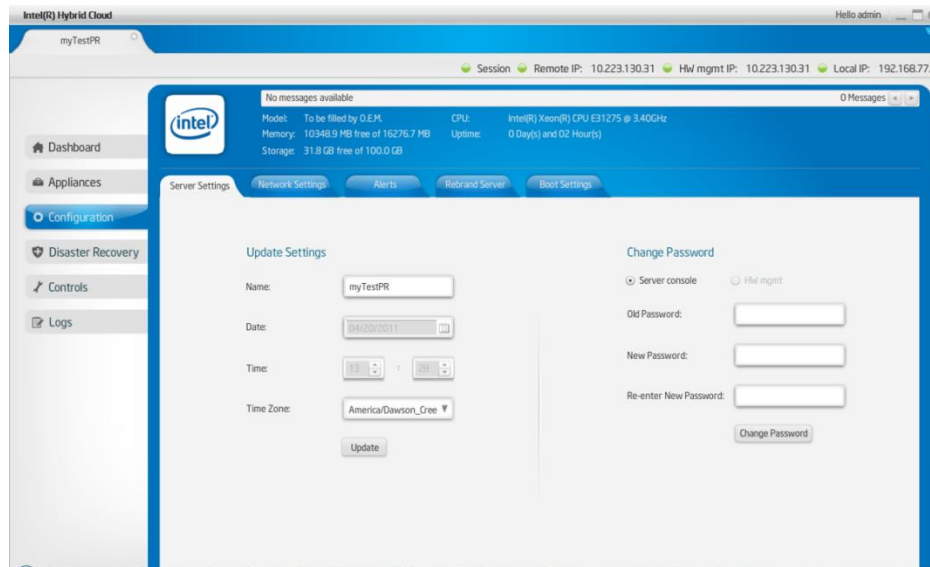 Intel(R) Hybrid Cloud
Hello admin
myTestPR
Session Remote IP: 10.223.130.31 HW mgmt IP: 10.223.130.31 Local IP: 192.168.77.
No messages available
0 Messages
intel
Model: To be filled by O.E.M. CPU: Intel(R) Xeon(R) CPU E31275 @ 3.40GHz
Memory: 10348.9 MB free of 16276.7 MB Uptime: 0 Day(s) and 02 Hour(s)
Storage: 31.8 GB free of 100.0 GB
Dashboard
Appliances
Configuration
Disaster Recovery
Controls
Logs
Server Settings Network Settings Alerts Rebrand Server Boot Settings
Update Settings
Name: myTestPR
Date: 04/20/2011
Time: 13 : 29
Time Zone: America/Dawson_Cree
Update
Change Password
Server console HW mgmt
Old Password:
New Password:
Re-enter New Password:
Change Password